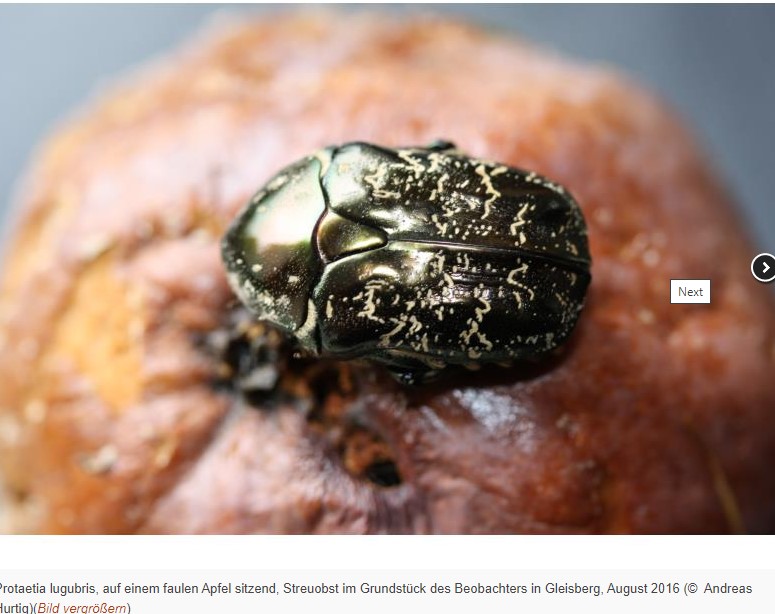 Next
Protaetia lugubris, auf einem faulen Apfel sitzend, Streuobst im Grundstück des Beobachters in Gleisberg, August 2016 (© Andreas
Hurtig)(Bild vergrößern)